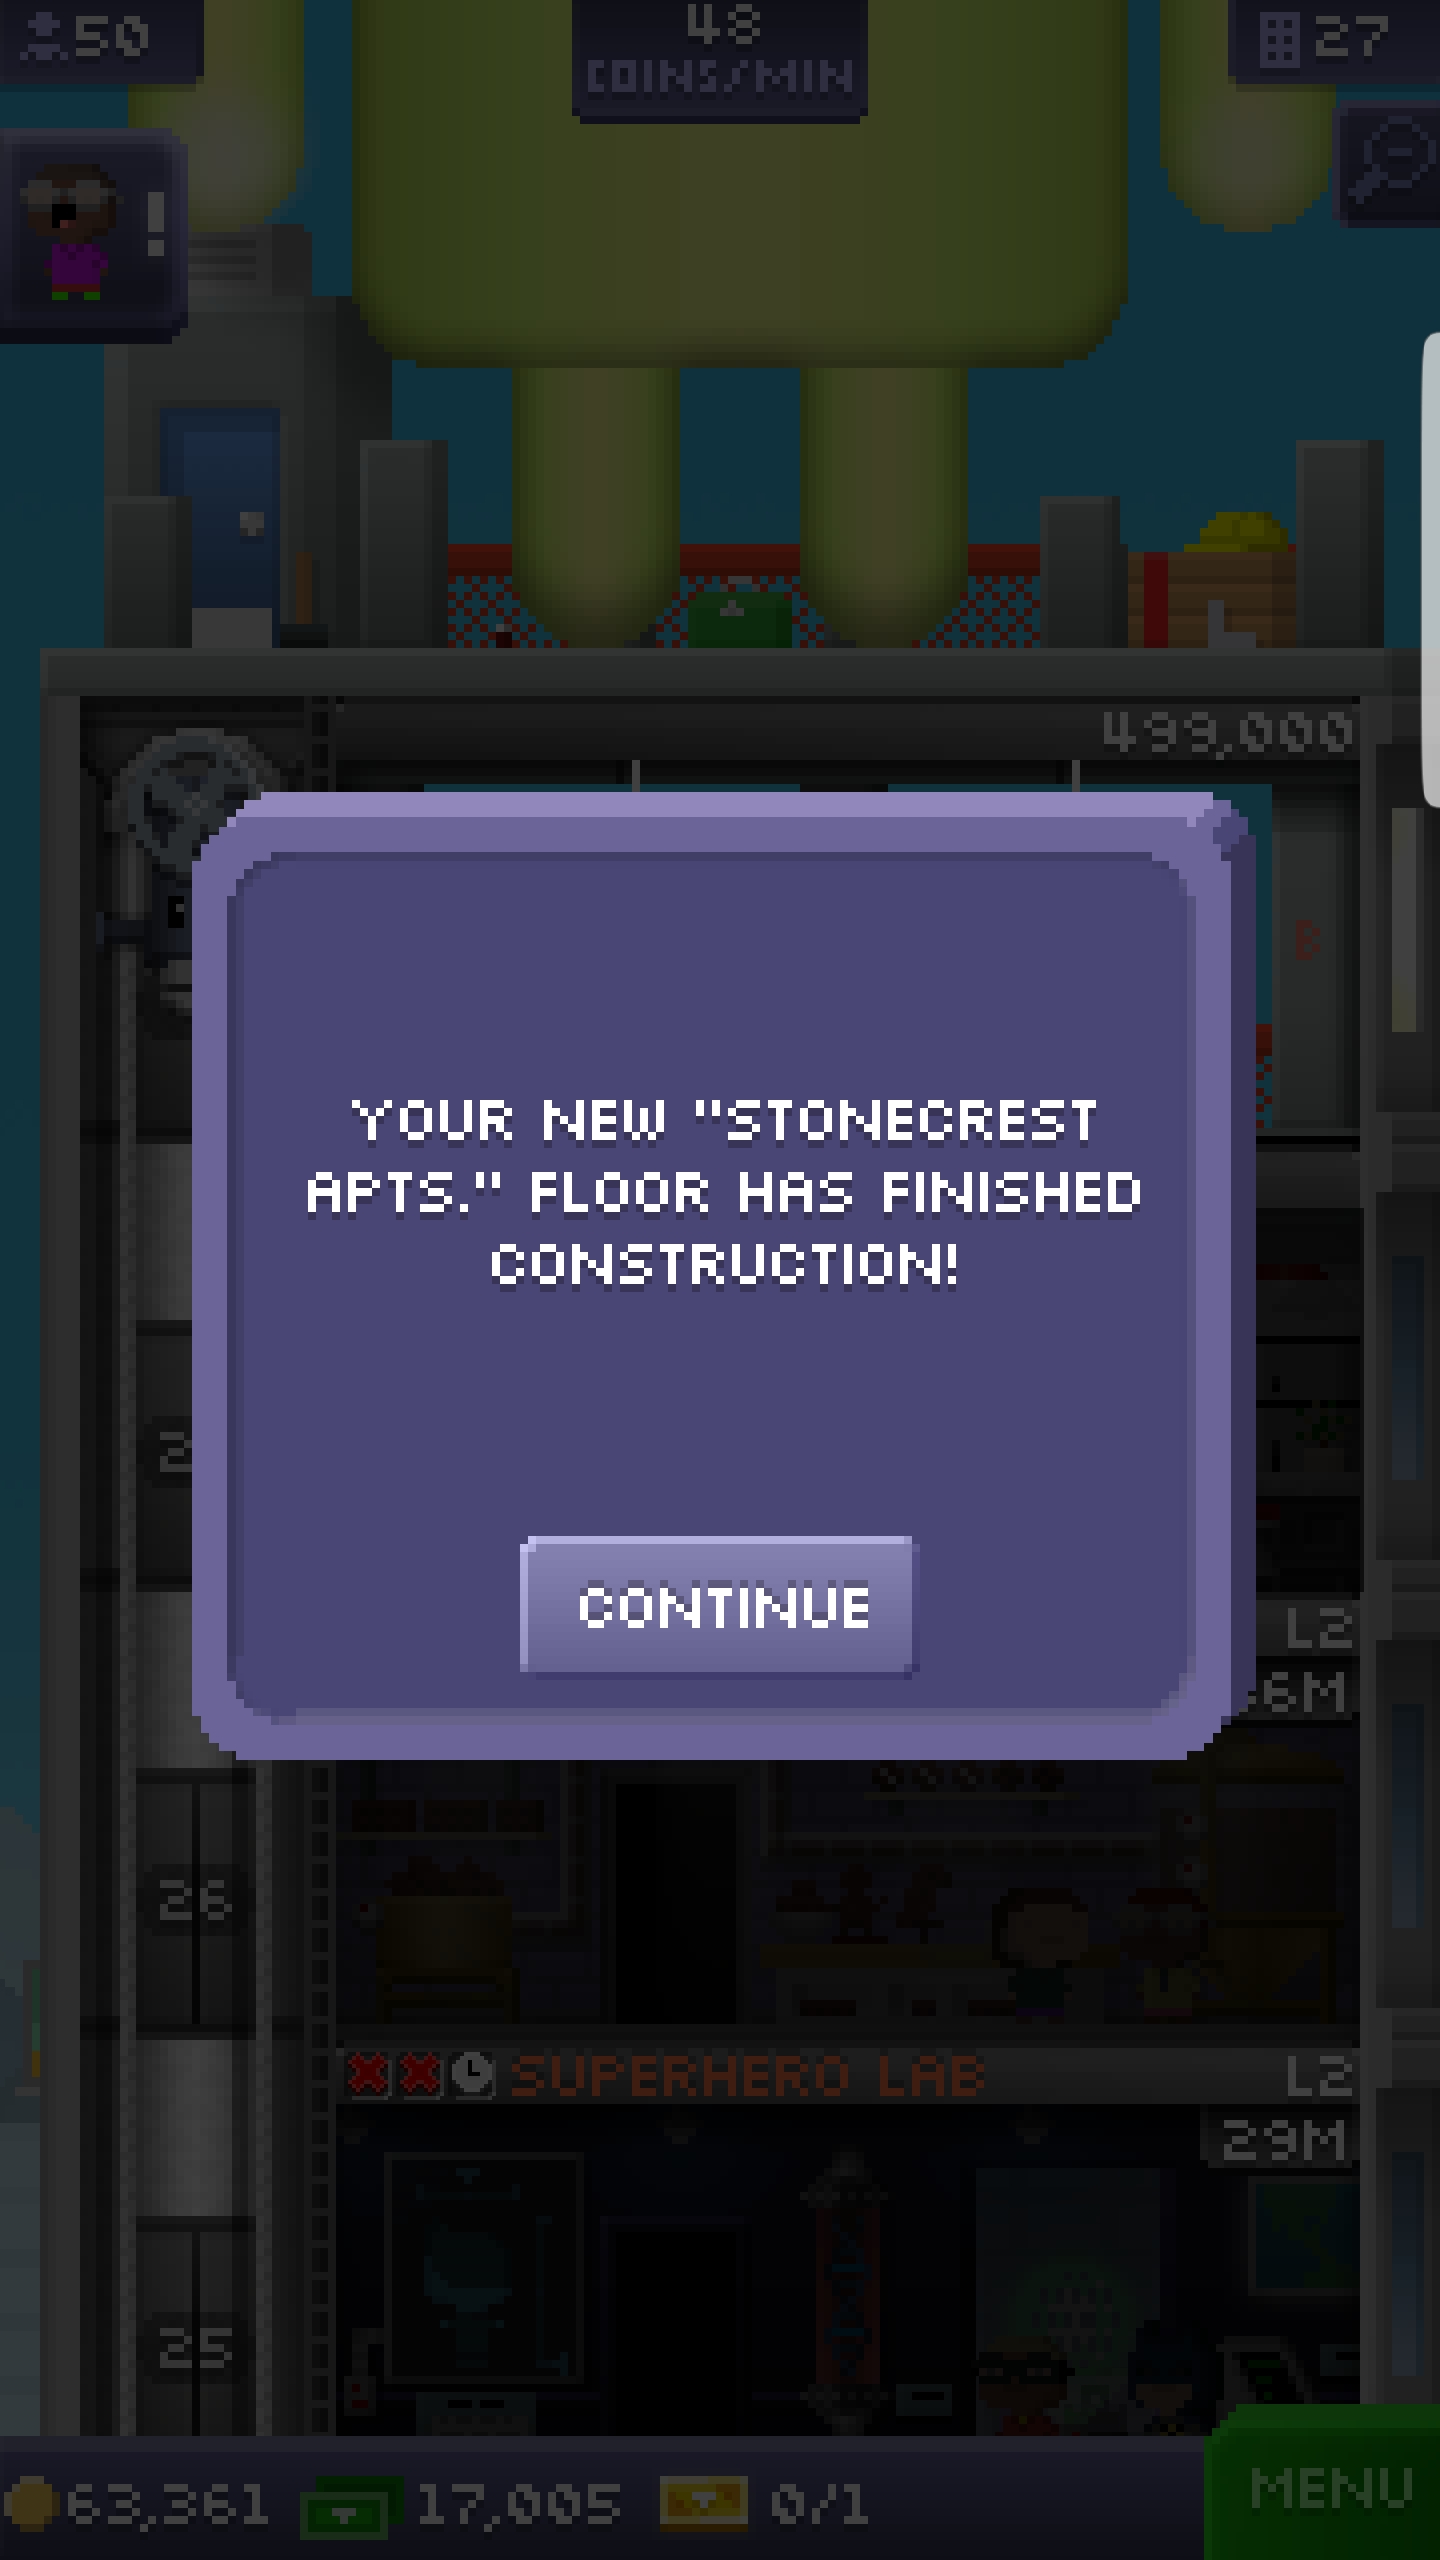 50
48
COINS/MIN
27
!
499,000
B
YOUR NEW "STONECREST
APTS." FLOOR HAS FINISHED
CONSTRUCTION!
CONTINUE
L2
26
SUPERHERO LAB
L2
29M
25
63,361
17,005
0/1
MENU